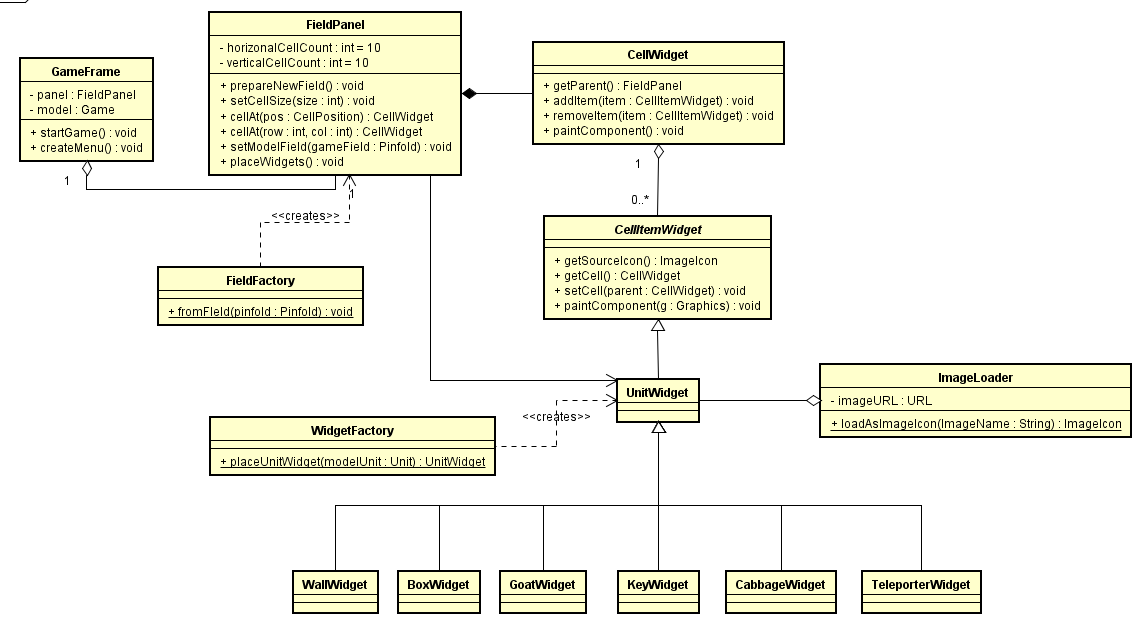 FieldPanel
- horizonalCellCount : int = 10
- verticalCellCount : int = 10
+ prepareNewField() : void
+ setCellSize(size : int) : void
+ cellAt(pos : CellPosition) : CellWidget
+ cellAt(row : int, col : int) : CellWidget
+ setModelField(gameField : Pinfold) : void
+ placeWidgets() : void
GameFrame
- panel : FieldPanel
- model : Game
+ startGame() : void
+ createMenu() : void
CellWidget
+ getParent() : FieldPanel
+ addItem(item : CellItemWidget) : void
+ removeItem(item : CellItemWidget) : void
+ paintComponent() : void
1
1
<<creates>>
1
0..*
CellItemWidget
+ getSourceIcon() : ImageIcon
+ getCell() : CellWidget
+ setCell(parent : CellWidget) : void
+ paintComponent(g : Graphics) : void
FieldFactory
+ fromFIeld(pinfold : Pinfold) : void
UnitWidget
ImageLoader
- imageURL : URL
+ loadAsImageIcon(ImageName : String) : ImageIcon
<<creates>>
WidgetFactory
+ placeUnitWidget(modelUnit : Unit) : UnitWidget
WallWidget
BoxWidget
GoatWidget
KeyWidget
CabbageWidget
TeleporterWidget